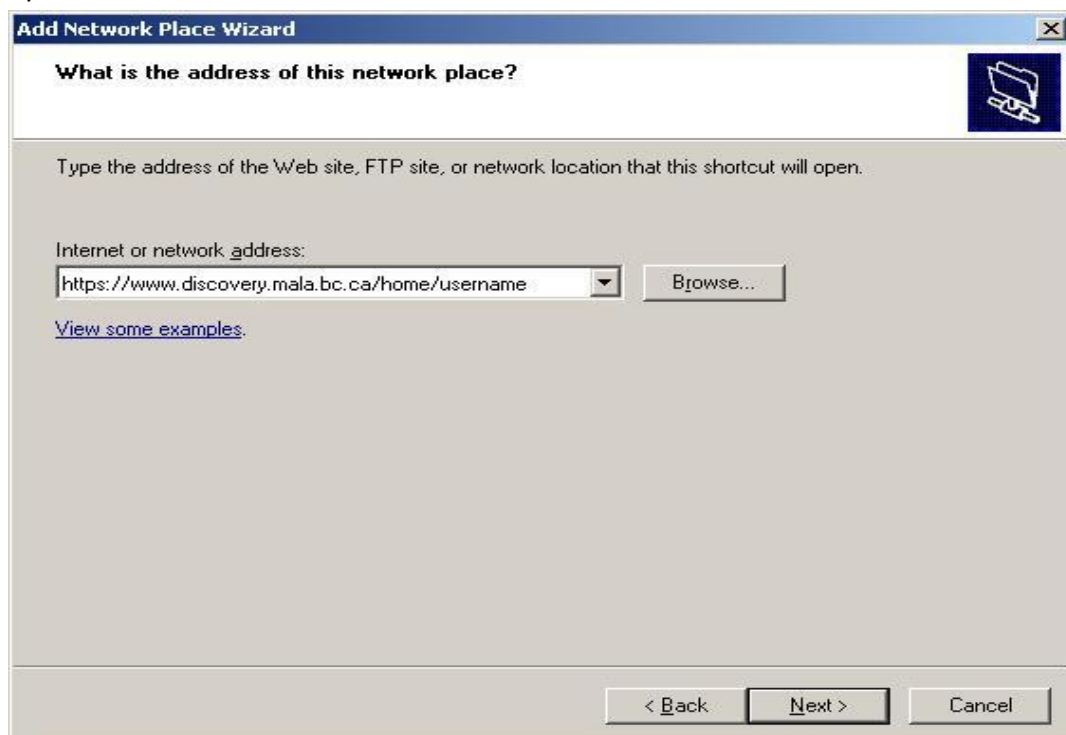 Add Network Place Wizard
What is the address of this network place?
Type the address of the Web site, FTP site, or network location that this shortcut will open.
Internet or network address:
https://www.discovery.mala.bc.ca/home/username
Browse...
View some examples.
< Back Next > Cancel